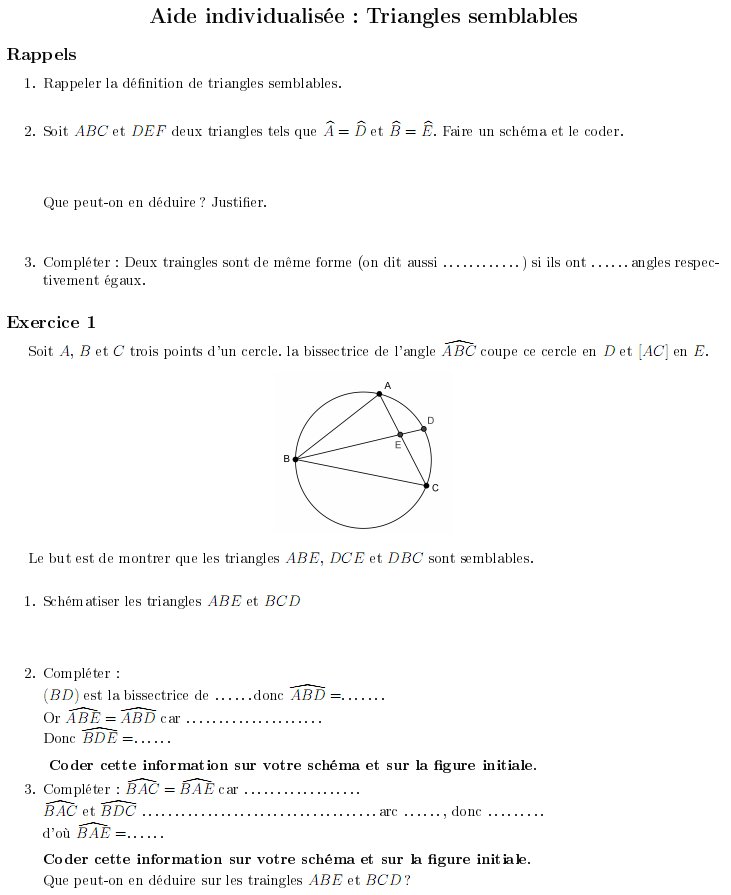 Aide individualisée : Triangles semblables
Rappels
1. Rappeler la définition de triangles semblables.
2. Soit ABC et DEF deux triangles tels que \widehat{A} = \widehat{D} et \widehat{B} = \widehat{E}. Faire un schéma et le coder.
Que peut-on en déduire ? Justifier.
3. Compléter : Deux traingles sont de même forme (on dit aussi ............ ) si ils ont ...... angles respec-
tivement égaux.
Exercice 1
Soit A, B et C trois points d'un cercle. la bissectrice de l'angle \widehat{ABC} coupe ce cercle en D et [AC] en E.
A
D
E
B
C
Le but est de montrer que les triangles ABE, DCE et DBC sont semblables.
1. Schématiser les triangles ABE et BCD
2. Compléter :
(BD) est la bissectrice de ......donc \widehat{ABD} =.......
Or \widehat{ABE} = \widehat{ABD} car .....................
Donc \widehat{BDE} =......
Coder cette information sur votre schéma et sur la figure initiale.
3. Compléter : \widehat{BAC} = \widehat{BAE} car ..................
\widehat{BAC} et \widehat{BDC} .................................... arc ......, donc .........
d'où \widehat{BAE} =......
Coder cette information sur votre schéma et sur la figure initiale.
Que peut-on en déduire sur les traingles ABE et BCD ?